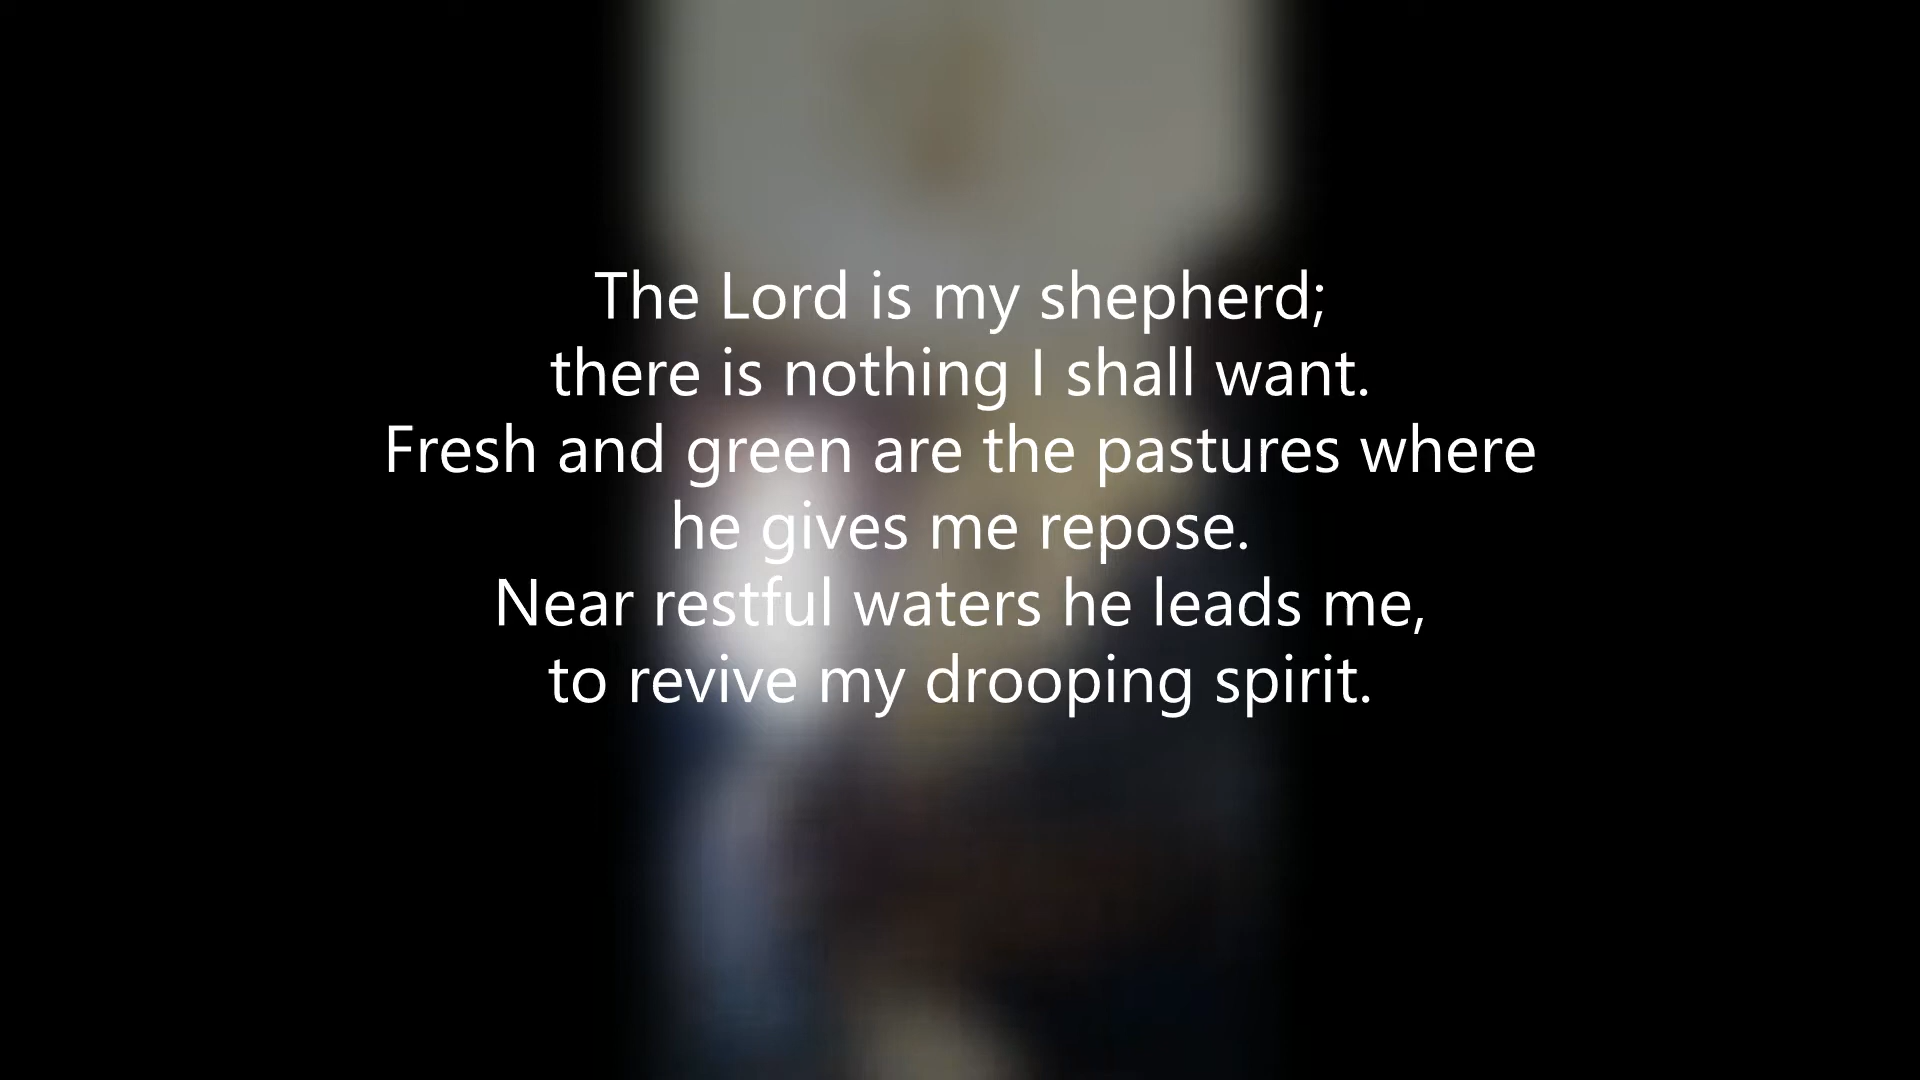 The Lord is my shepherd;
there is nothing I shall want.
Fresh and green are the pastures where
he gives me repose.
Near restful waters he leads me,
to revive my drooping spirit.